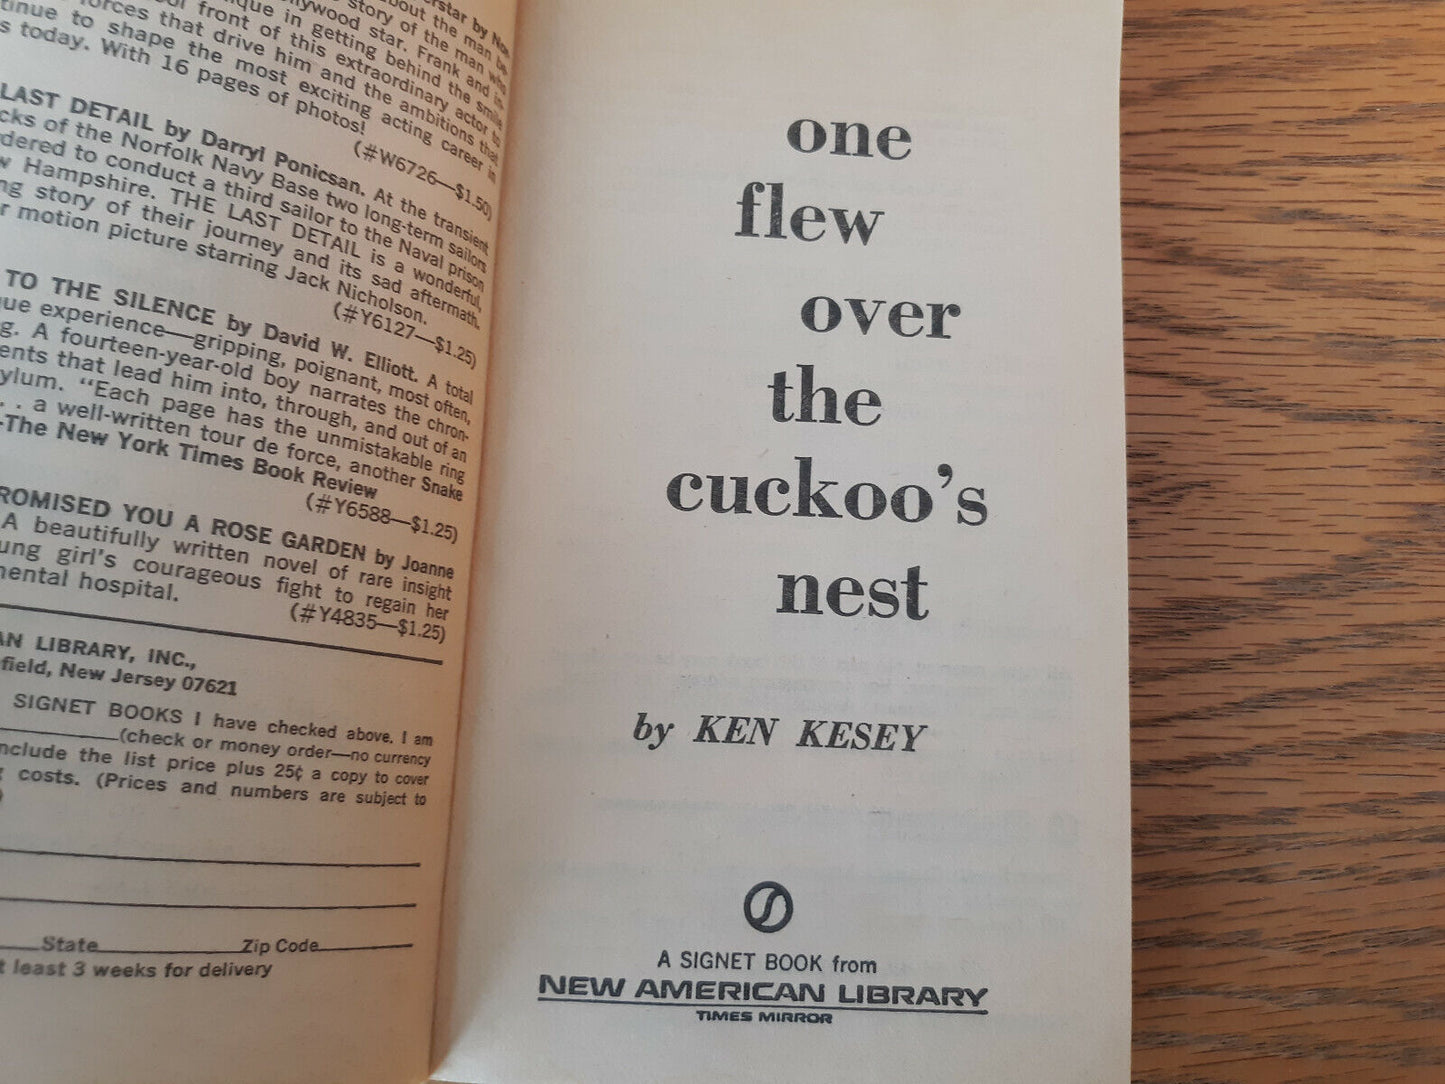 erstar by No
about the man be-
story of the man who
lywood star. Frank and in-
que in getting behind the smile
front of this extraordinary actor to
forces that drive him and the ambitions that
tinue to shape the most exciting acting career in
s today. With 16 pages of photos!
(#W6726—$1.50)
LAST DETAIL by Darryl Ponicsan. At the transient
cks of the Norfolk Navy Base two long-term sailors
dered to conduct a third sailor to the Naval prison
w Hampshire. THE LAST DETAIL is a wonderful,
ng story of their journey and its sad aftermath.
r motion picture starring Jack Nicholson.
(#Y6127—$1.25)
TO THE SILENCE by David W. Elliott. A total
ue experience—gripping, poignant, most often,
g. A fourteen-year-old boy narrates the chron-
ents that lead him into, through, and out of an
ylum. "Each page has the unmistakable ring
. . a well-written tour de force, another Snake
-The New York Times Book Review
(#Y6588—$1.25)
ROMISED YOU A ROSE GARDEN by Joanne
A beautifully written novel of rare insight
ung girl's courageous fight to regain her
mental hospital.
(#Y4835—$1.25)
AN LIBRARY, INC.,
field, New Jersey 07621
SIGNET BOOKS I have checked above. I am
(check or money order—no currency
nclude the list price plus 25¢ a copy to cover
g costs. (Prices and numbers are subject to
)
State Zip Code
t least 3 weeks for delivery
one
flew
over
the
cuckoo's
nest
by KEN KESEY
A SIGNET BOOK from
NEW AMERICAN LIBRARY
TIMES MIRROR